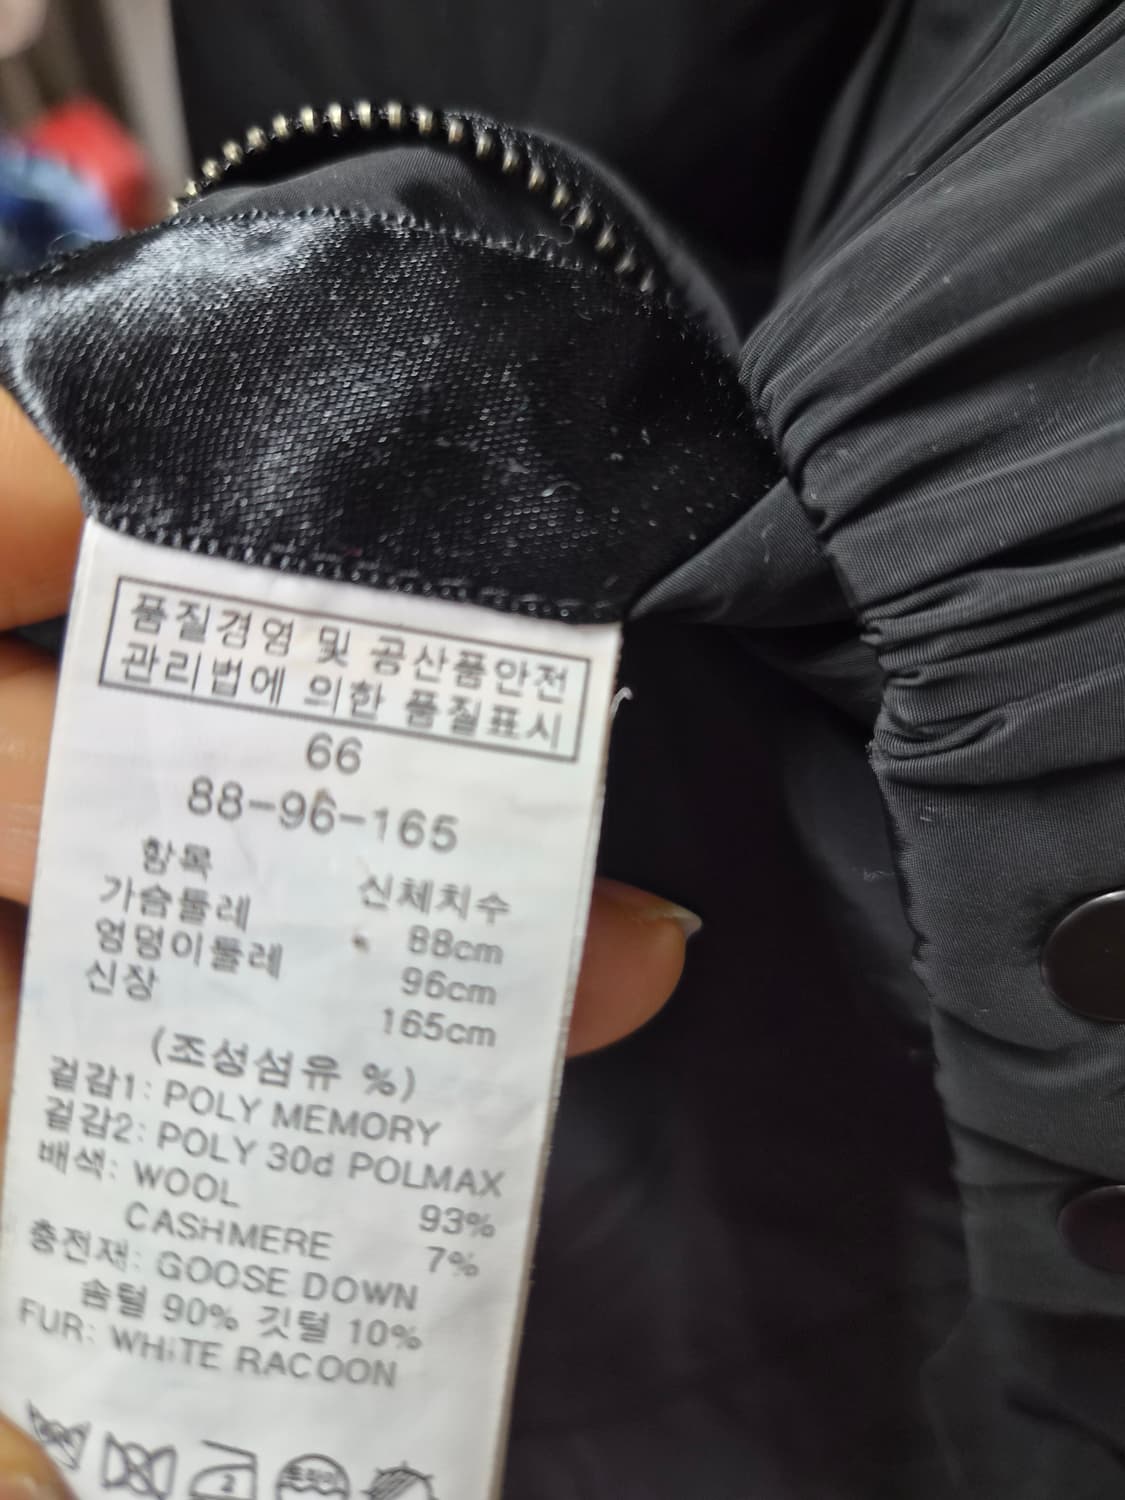 품질경영 및 공산품안전
관리법에 의한 품질표시
66
88-96-165
항목 신체치수
가슴둘레 88cm
엉덩이둘레 96cm
신장 165cm
(조성섬유 %)
겉감1: POLY MEMORY
겉감2: POLY 30d POLMAX
배색: WOOL 93%
CASHMERE 7%
충전재: GOOSE DOWN
솜털 90% 깃털 10%
FUR: WHITE RACOON
2